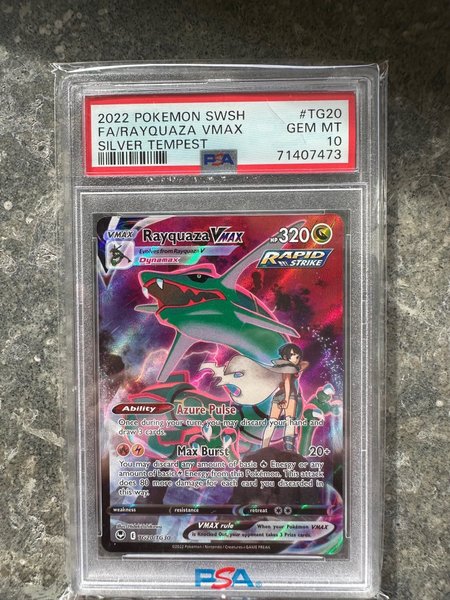 2022 POKEMON SWSH #TG20
FA/RAYQUAZA VMAX GEM MT
SILVER TEMPEST 10
PSA 71407473
VMAX Rayquaza VMAX HP 320
Evolves from Rayquaza V
Dynamax
RAPID STRIKE
Ability Azure Pulse
Once during your turn, you may discard your hand and
draw 3 cards.
Max Burst 20+
You may discard any amount of basic Energy or any
amount of basic Energy from this Pokémon. This attack
does 80 more damage for each card you discarded in
this way.
weakness resistance retreat
VMAX rule When your Pokémon VMAX
is Knocked Out, your opponent takes 3 Prize cards.
TG20/TG30
©2022 Pokémon / Nintendo / Creatures / GAME FREAK
PSA